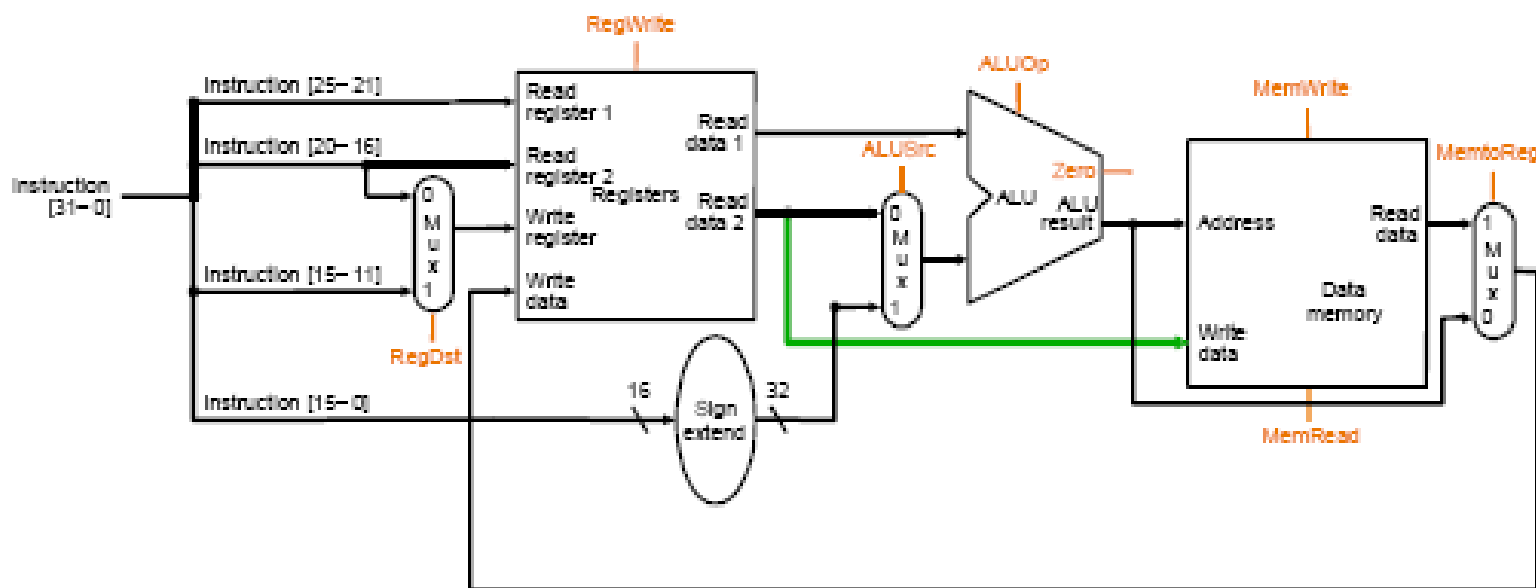 RegWrite
Instruction [25-21]
Read
register 1
Read
data 1
ALUOp
MemWrite
Instruction [20-16]
Read
register 2
Registers
Read
data 2
ALUSrc
Zero
ALU
ALU
result
MemtoReg
Instruction
[31-0]
0
M
u
x
1
Write
register
Write
data
0
M
u
x
1
Address
Read
data
Data
memory
Write
data
1
M
u
x
0
Instruction [15-11]
RegDst
Instruction [15-0]
16
Sign
extend
32
MemRead